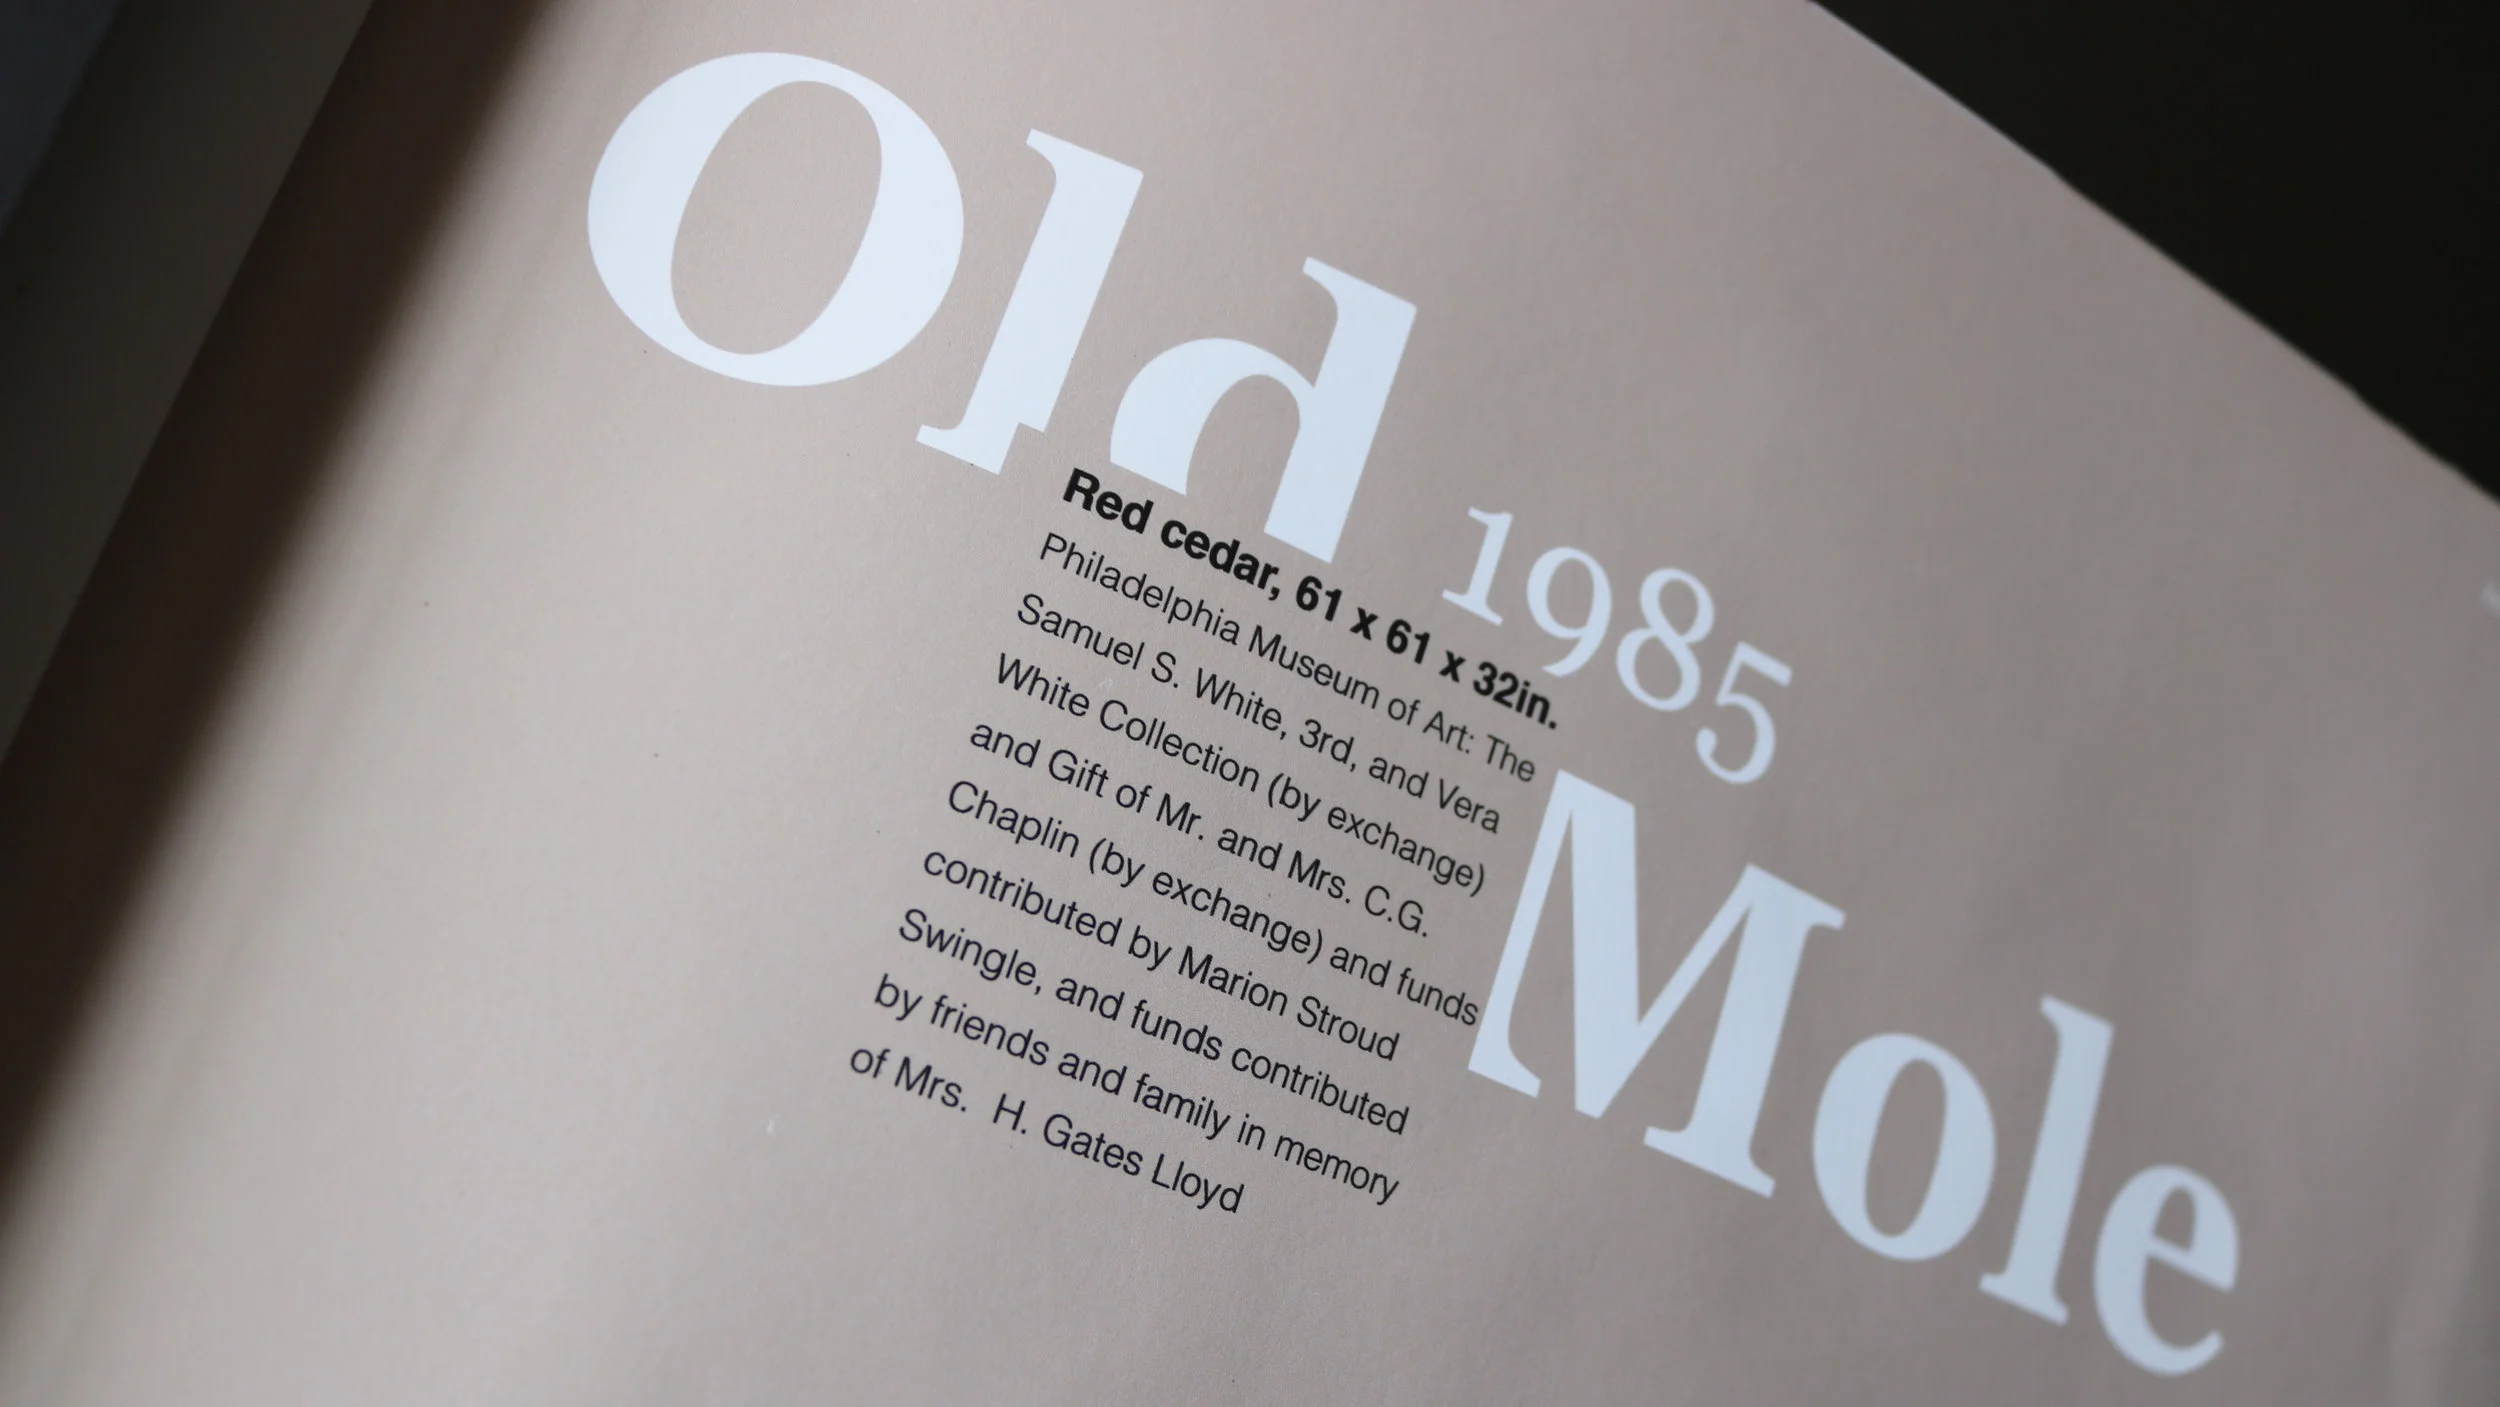 Old
1985
Red cedar, 61 x 61 x 32in.
Philadelphia Museum of Art: The
Samuel S. White, 3rd, and Vera
White Collection (by exchange)
and Gift of Mr. and Mrs. C.G.
Chaplin (by exchange) and funds
contributed by Marion Stroud
Swingle, and funds contributed
by friends and family in memory
of Mrs. H. Gates Lloyd
Mole